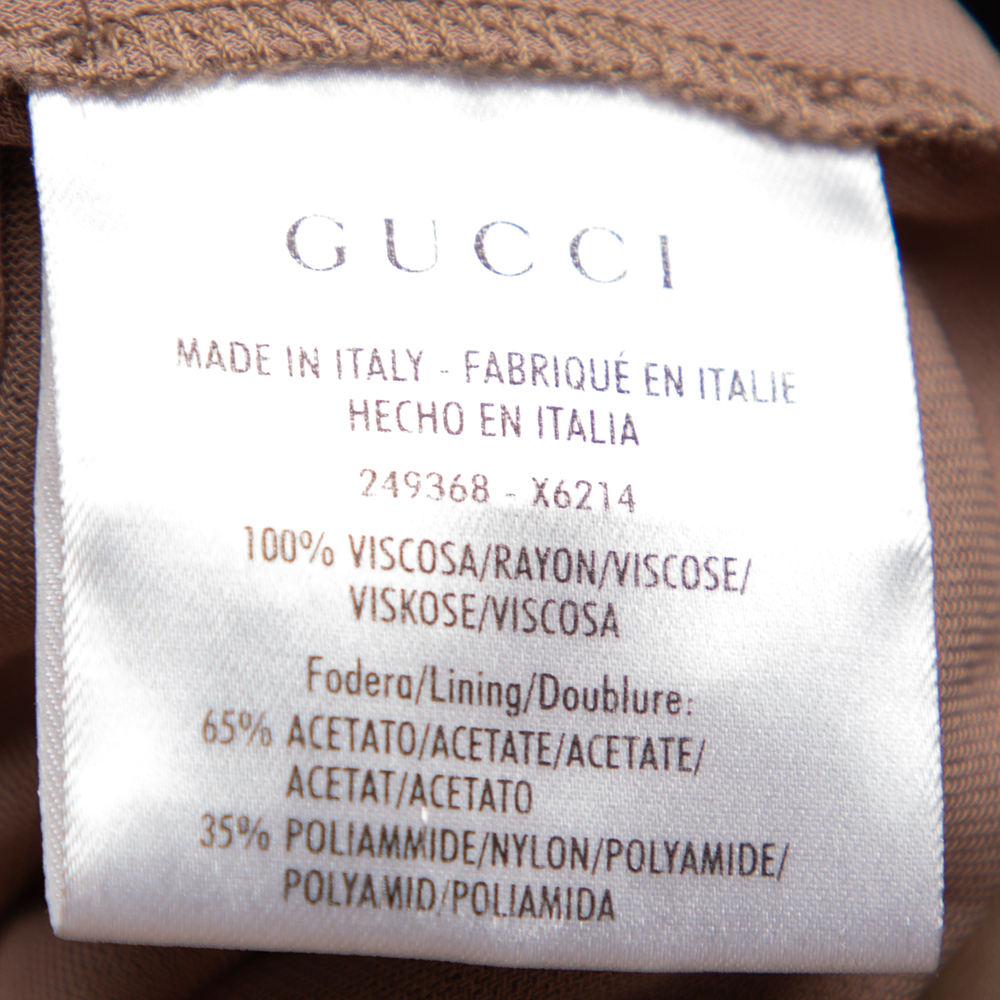 GUCCI
MADE IN ITALY - FABRIQUÉ EN ITALIE
HECHO EN ITALIA
249368 - X6214
100% VISCOSA/RAYON/VISCOSE/
VISKOSE/VISCOSA
Fodera/Lining/Doublure:
65% ACETATO/ACETATE/ACETATE/
ACETAT/ACETATO
35% POLIAMMIDE/NYLON/POLYAMIDE/
POLYAMID/POLIAMIDA